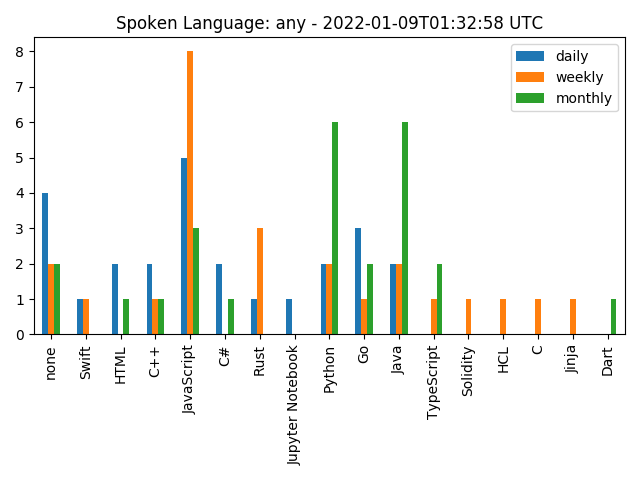 Spoken Language: any - 2022-01-09T01:32:58 UTC
daily
weekly
monthly
8
7
6
5
4
3
2
1
0
none
Swift
HTML
C++
JavaScript
C#
Rust
Jupyter Notebook
Python
Go
Java
TypeScript
Solidity
HCL
C
Jinja
Dart